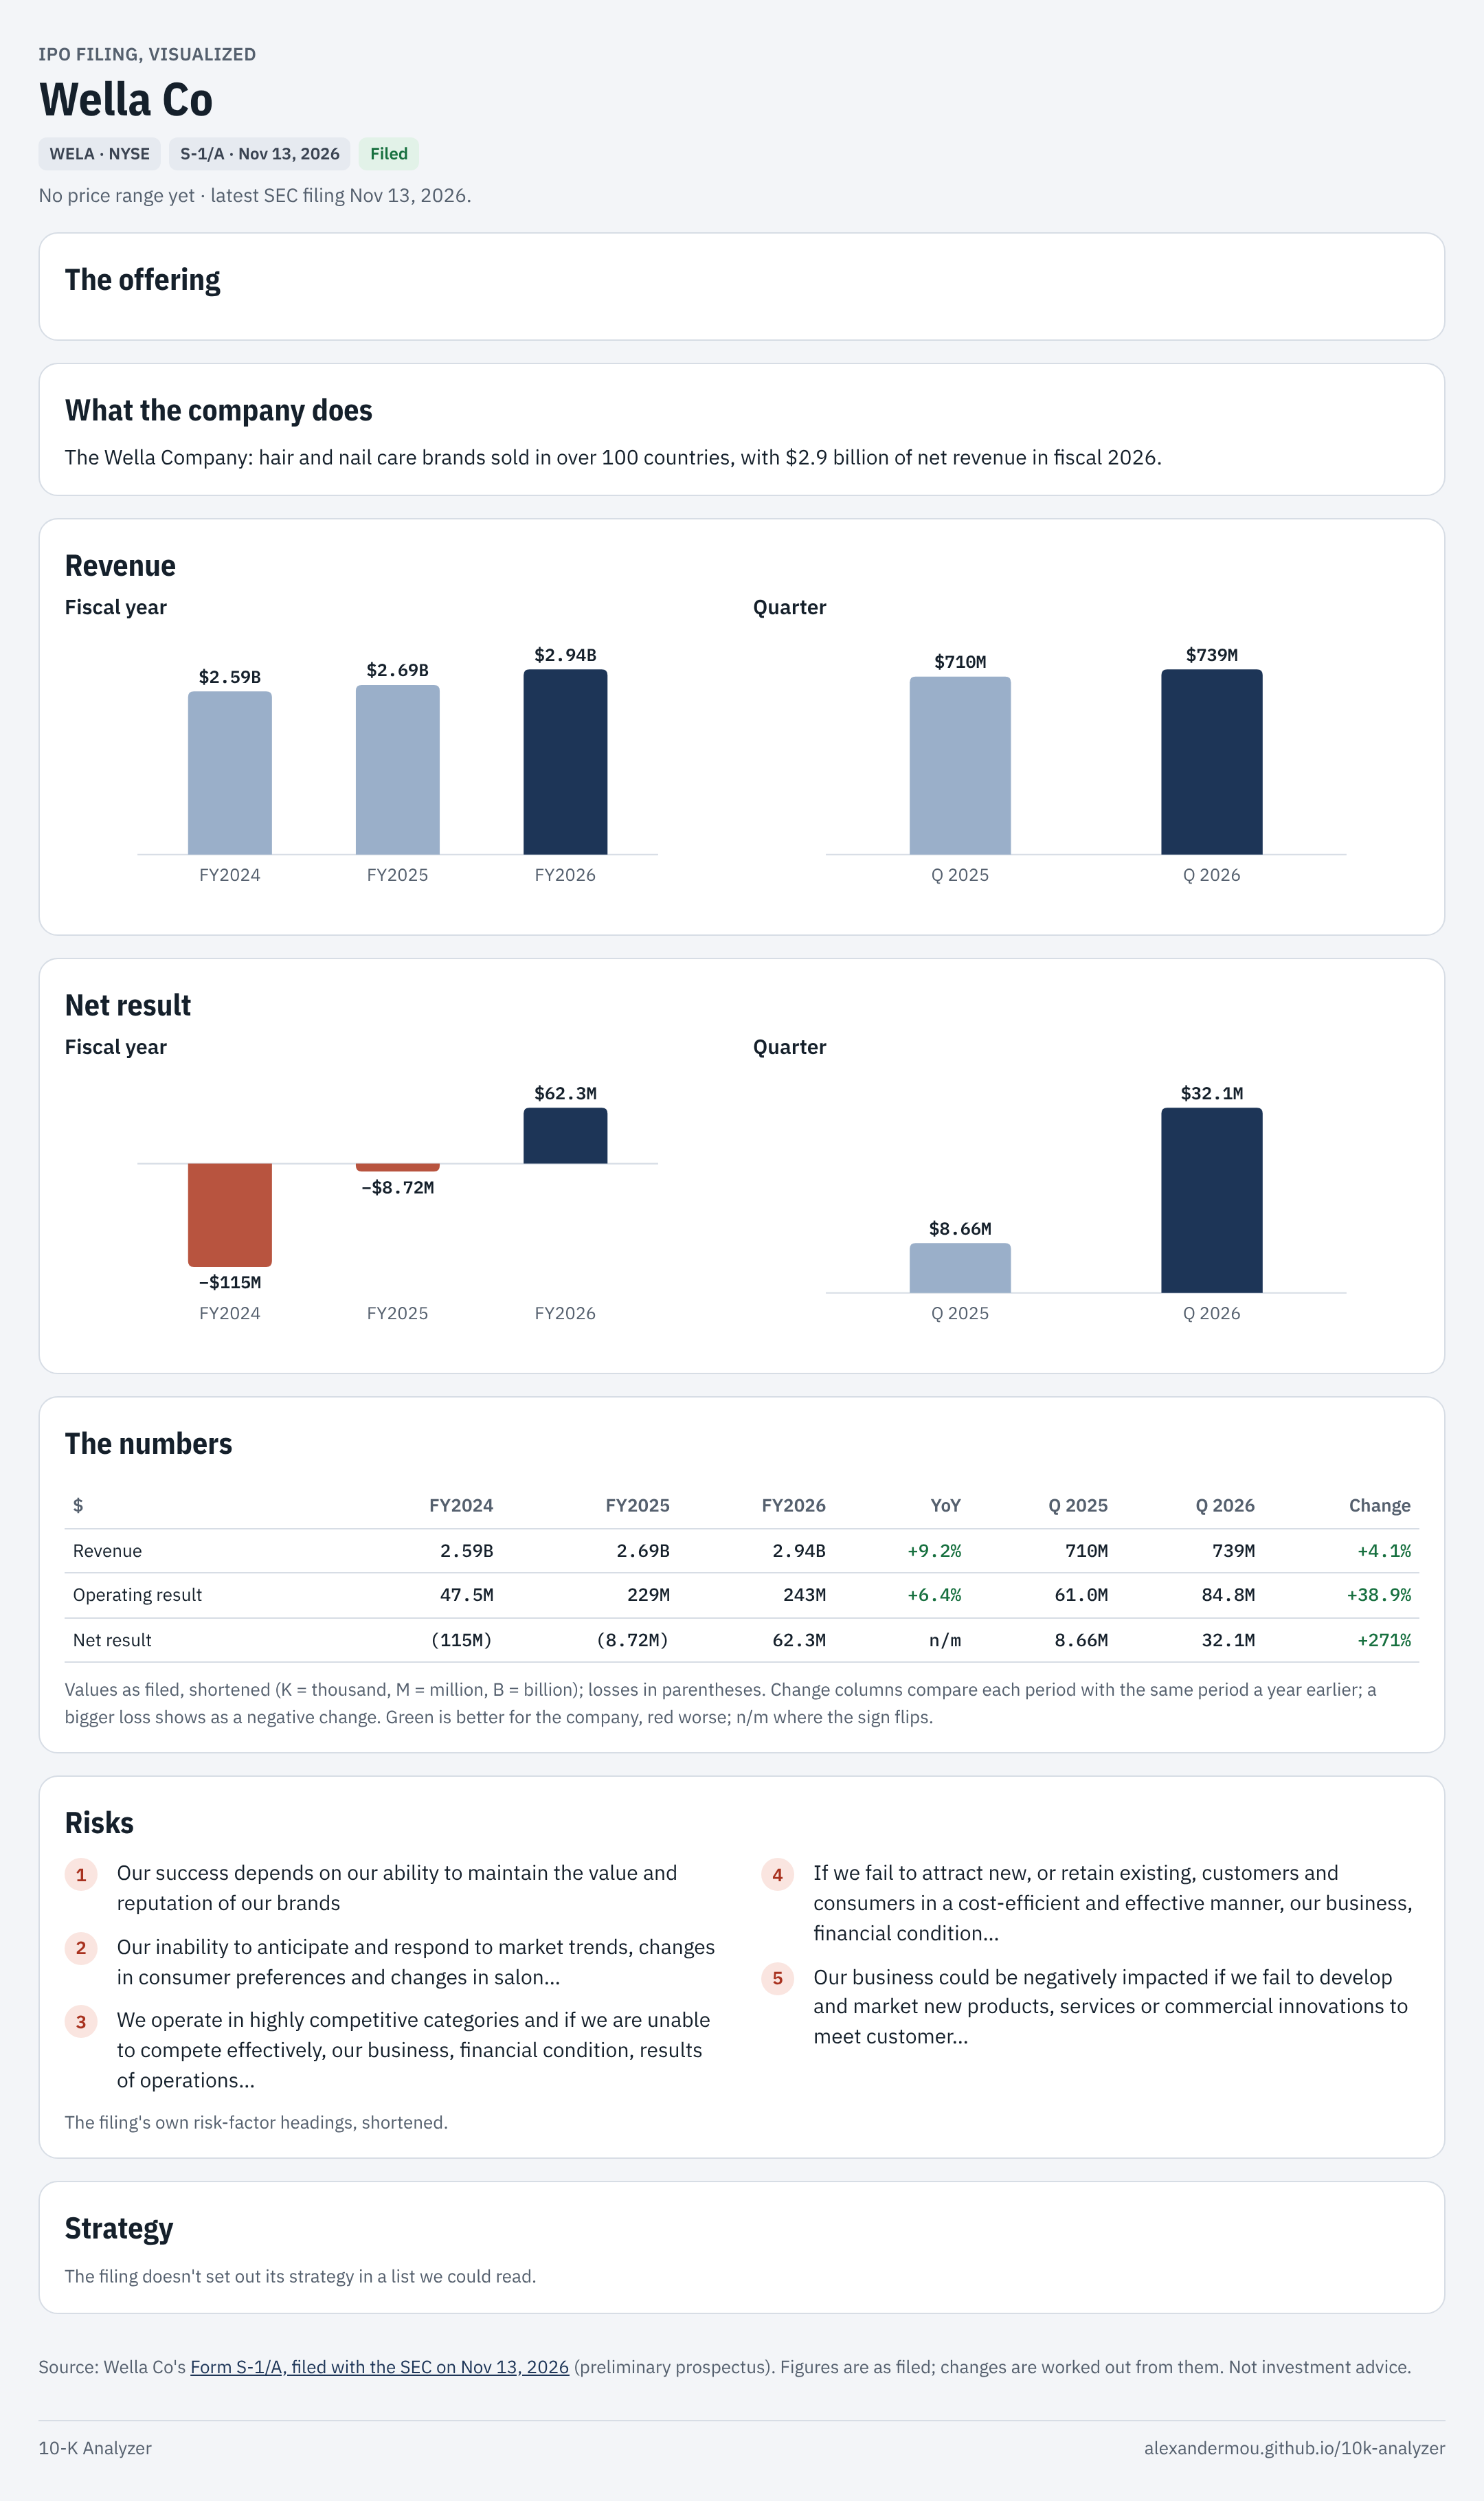 IPO FILING, VISUALIZED
Wella Co
WELA · NYSE
S-1/A · Nov 13, 2026
Filed
No price range yet · latest SEC filing Nov 13, 2026.
The offering
What the company does
The Wella Company: hair and nail care brands sold in over 100 countries, with $2.9 billion of net revenue in fiscal 2026.
Revenue
Fiscal year
$2.59B
$2.69B
$2.94B
FY2024
FY2025
FY2026
Quarter
$710M
$739M
Q 2025
Q 2026
Net result
Fiscal year
$62.3M
−$8.72M
−$115M
FY2024
FY2025
FY2026
Quarter
$32.1M
$8.66M
Q 2025
Q 2026
The numbers
$ FY2024 FY2025 FY2026 YoY Q 2025 Q 2026 Change
Revenue 2.59B 2.69B 2.94B +9.2% 710M 739M +4.1%
Operating result 47.5M 229M 243M +6.4% 61.0M 84.8M +38.9%
Net result (115M) (8.72M) 62.3M n/m 8.66M 32.1M +271%
Values as filed, shortened (K = thousand, M = million, B = billion); losses in parentheses. Change columns compare each period with the same period a year earlier; a
bigger loss shows as a negative change. Green is better for the company, red worse; n/m where the sign flips.
Risks
1 Our success depends on our ability to maintain the value and
reputation of our brands
2 Our inability to anticipate and respond to market trends, changes
in consumer preferences and changes in salon…
3 We operate in highly competitive categories and if we are unable
to compete effectively, our business, financial condition, results
of operations…
4 If we fail to attract new, or retain existing, customers and
consumers in a cost-efficient and effective manner, our business,
financial condition…
5 Our business could be negatively impacted if we fail to develop
and market new products, services or commercial innovations to
meet customer…
The filing's own risk-factor headings, shortened.
Strategy
The filing doesn't set out its strategy in a list we could read.
Source: Wella Co's Form S-1/A, filed with the SEC on Nov 13, 2026 (preliminary prospectus). Figures are as filed; changes are worked out from them. Not investment advice.
10-K Analyzer
alexandermou.github.io/10k-analyzer